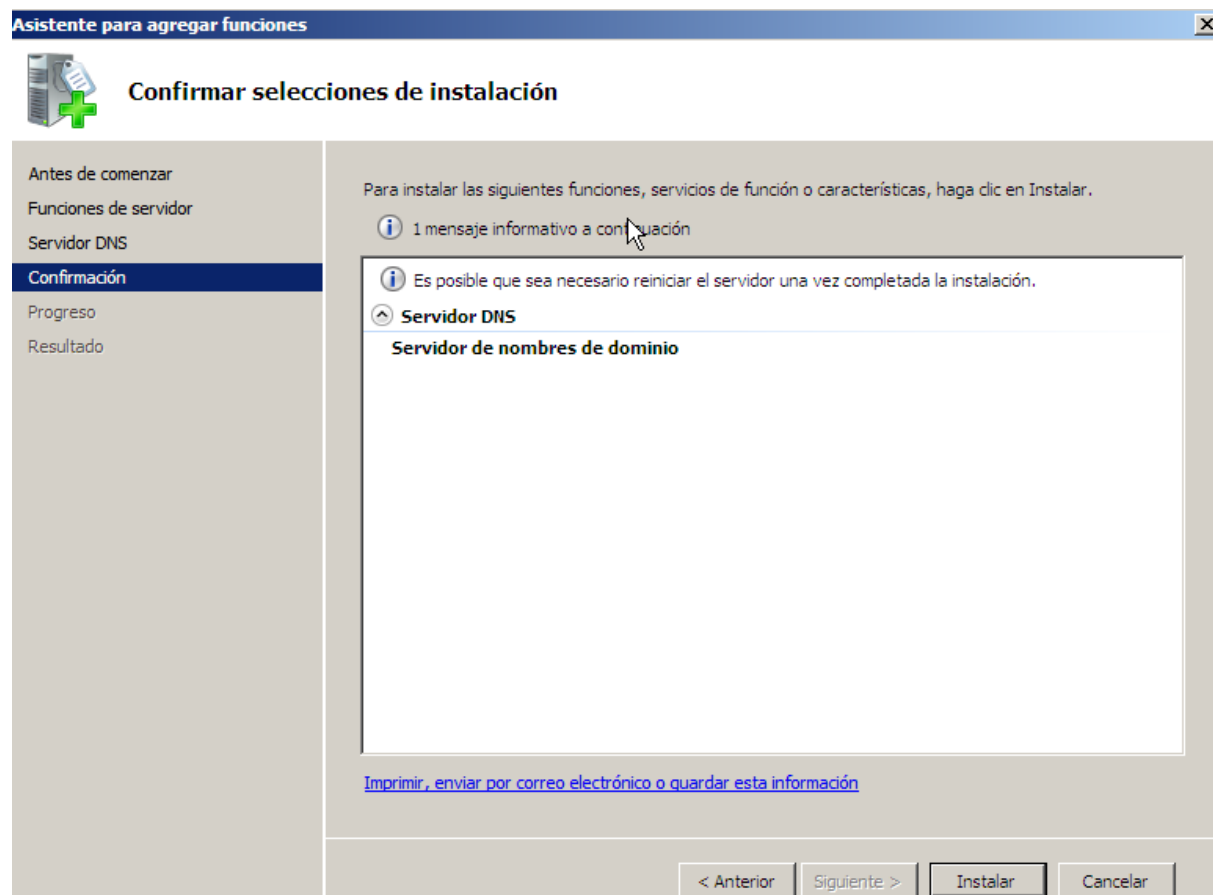 Asistente para agregar funciones
Confirmar selecciones de instalación
Antes de comenzar
Funciones de servidor
Servidor DNS
Confirmación
Progreso
Resultado
Para instalar las siguientes funciones, servicios de función o características, haga clic en Instalar.
1 mensaje informativo a continuación
Es posible que sea necesario reiniciar el servidor una vez completada la instalación.
Servidor DNS
Servidor de nombres de dominio
Imprimir, enviar por correo electrónico o guardar esta información
< Anterior Siguiente > Instalar Cancelar